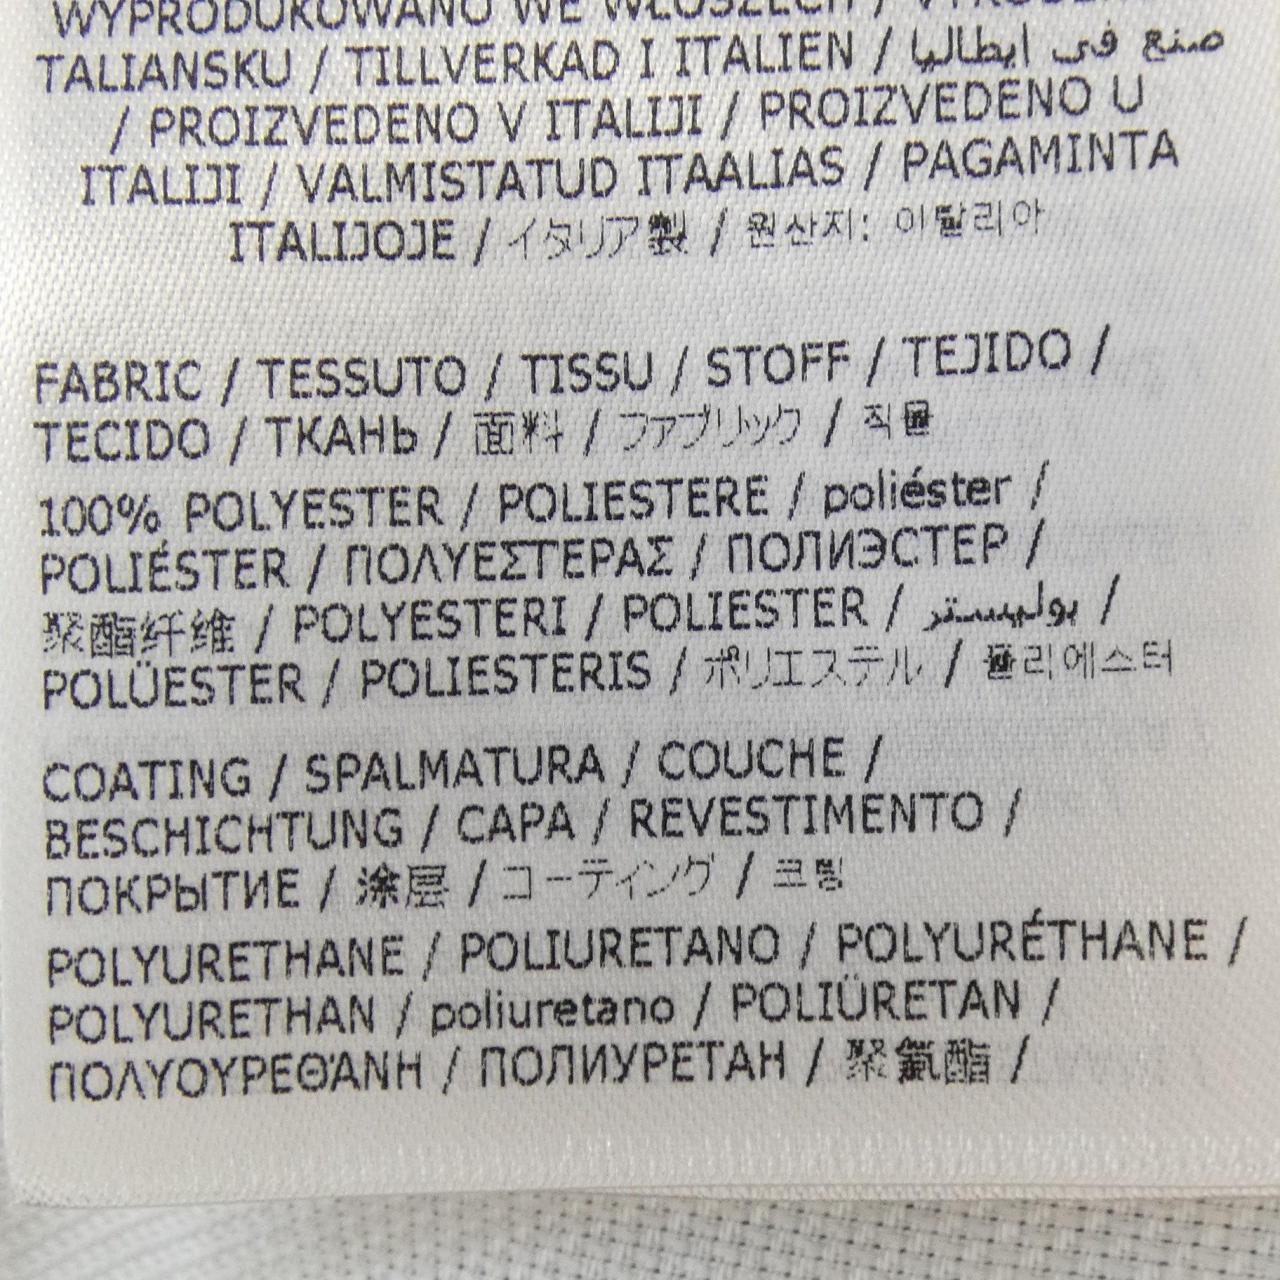 WYPRODUKOWANO WE WŁOSZECH /
TALIANSKU / TILLVERKAD I ITALIEN / صنع في ايطاليا
/ PROIZVEDENO V ITALIJI / PROIZVEDENO U
ITALIJI / VALMISTATUD ITAALIAS / PAGAMINTA
ITALIJOJE / イタリア製 / 원산지: 이탈리아
FABRIC / TESSUTO / TISSU / STOFF / TEJIDO /
TECIDO / ТКАНЬ / 面料 / ファブリック / 직물
100% POLYESTER / POLIESTERE / poliéster /
POLIÉSTER / ΠΟΛΥΕΣΤΕΡΑΣ / ПОЛИЭСТЕР /
聚酯纤维 / POLYESTERI / POLIESTER / بوليستر /
POLÜESTER / POLIESTERIS / ポリエステル / 폴리에스터
COATING / SPALMATURA / COUCHE /
BESCHICHTUNG / CAPA / REVESTIMENTO /
ПОКРЫТИЕ / 涂层 / コーティング / 코팅
POLYURETHANE / POLIURETANO / POLYURÉTHANE /
POLYURETHAN / poliuretano / POLIÜRETAN /
ΠΟΛΥΟΥΡΕΘΆΝΗ / ПОЛИУРЕТАН / 聚氨酯 /